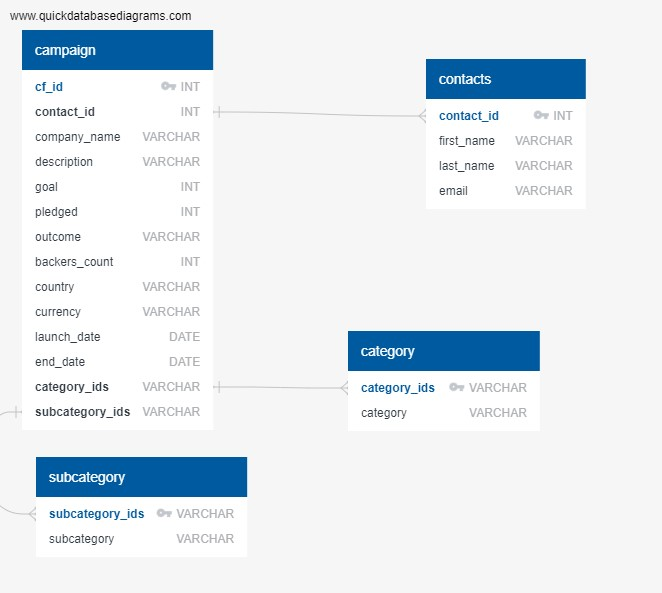 www.quickdatabasediagrams.com
campaign
cf_id INT
contact_id INT
company_name VARCHAR
description VARCHAR
goal INT
pledged INT
outcome VARCHAR
backers_count INT
country VARCHAR
currency VARCHAR
launch_date DATE
end_date DATE
category_ids VARCHAR
subcategory_ids VARCHAR
contacts
contact_id INT
first_name VARCHAR
last_name VARCHAR
email VARCHAR
category
category_ids VARCHAR
category VARCHAR
subcategory
subcategory_ids VARCHAR
subcategory VARCHAR